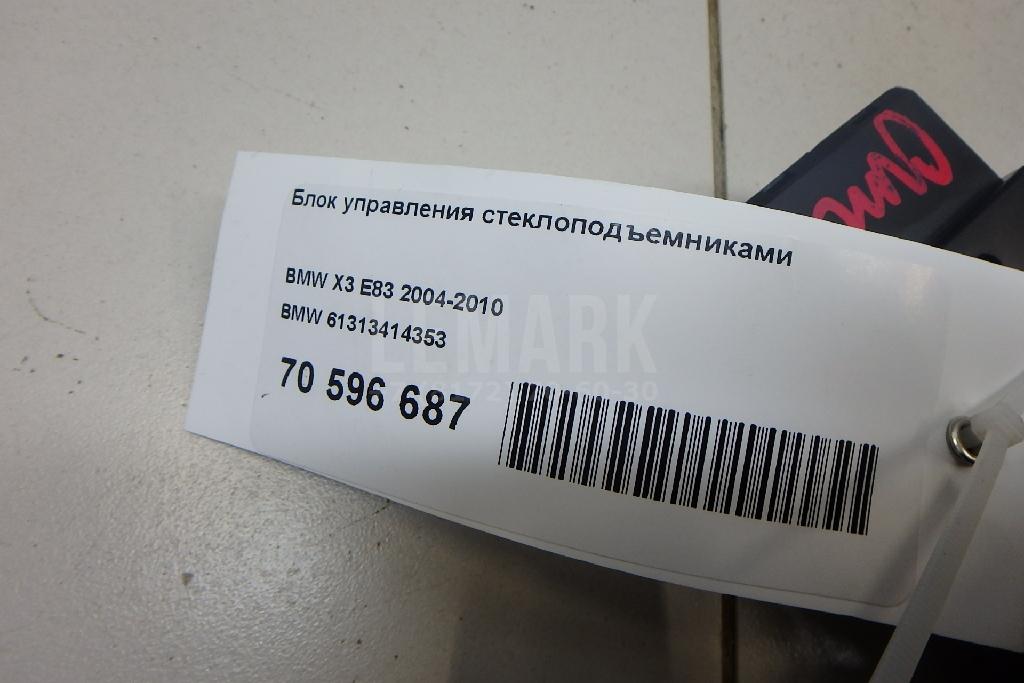 Блок управления стеклоподъемниками
BMW X3 E83 2004-2010
BMW 61313414353
70 596 687